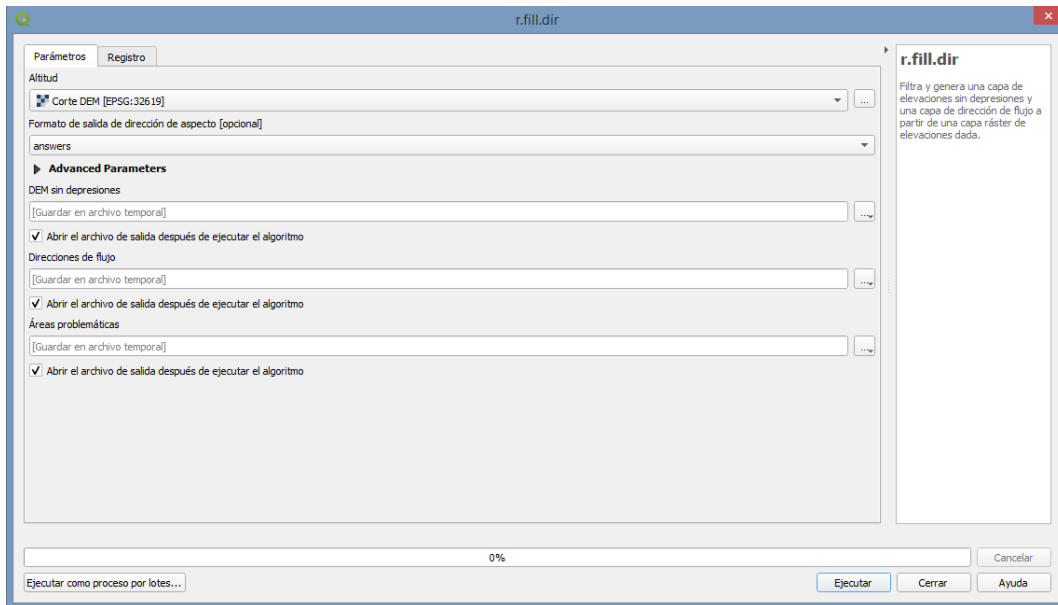 r.fill.dir
Parámetros
Registro
Altitud
Corte DEM [EPSG:32619]
...
Formato de salida de dirección de aspecto [opcional]
answers
Advanced Parameters
DEM sin depresiones
[Guardar en archivo temporal]
...
Abrir el archivo de salida después de ejecutar el algoritmo
Direcciones de flujo
[Guardar en archivo temporal]
...
Abrir el archivo de salida después de ejecutar el algoritmo
Áreas problemáticas
[Guardar en archivo temporal]
...
Abrir el archivo de salida después de ejecutar el algoritmo
r.fill.dir
Filtra y genera una capa de
elevaciones sin depresiones y
una capa de dirección de flujo a
partir de una capa ráster de
elevaciones dada.
0%
Cancelar
Ejecutar como proceso por lotes...
Ejecutar
Cerrar
Ayuda